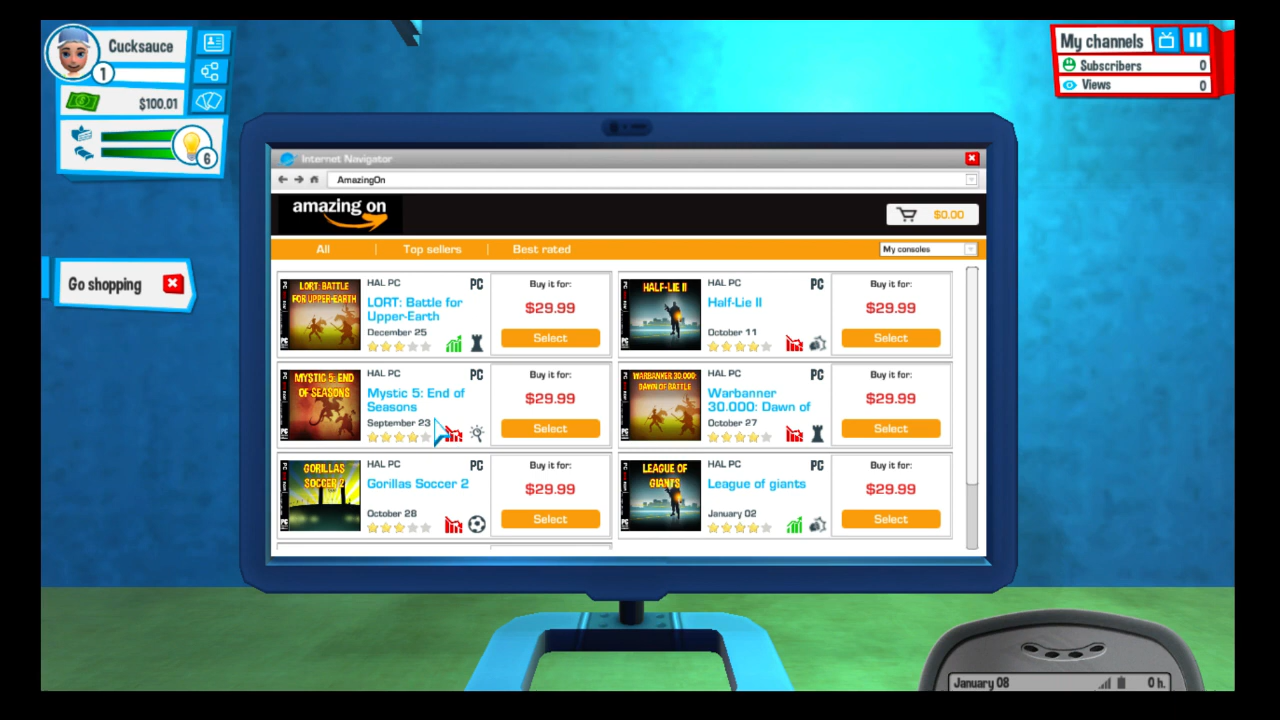 Cucksauce
1
$100.01
6
My channels
Subscribers 0
Views 0
Go shopping
Internet Navigator
AmazingOn
amazing on
$0.00
All | Top sellers | Best rated
My consoles
LORT: BATTLE
FOR UPPER-EARTH
HAL PC
PC
LORT: Battle for
Upper-Earth
December 25
Buy it for:
$29.99
Select
HALF-LIE II
HAL PC
PC
Half-Lie II
October 11
Buy it for:
$29.99
Select
MYSTIC 5: END
OF SEASONS
HAL PC
PC
Mystic 5: End of
Seasons
September 23
Buy it for:
$29.99
Select
WARBANNER 30.000:
DAWN OF BATTLE
HAL PC
PC
Warbanner
30.000: Dawn of
October 27
Buy it for:
$29.99
Select
GORILLAS
SOCCER 2
HAL PC
PC
Gorillas Soccer 2
October 28
Buy it for:
$29.99
Select
LEAGUE OF
GIANTS
HAL PC
PC
League of giants
January 02
Buy it for:
$29.99
Select
January 08
0 h.